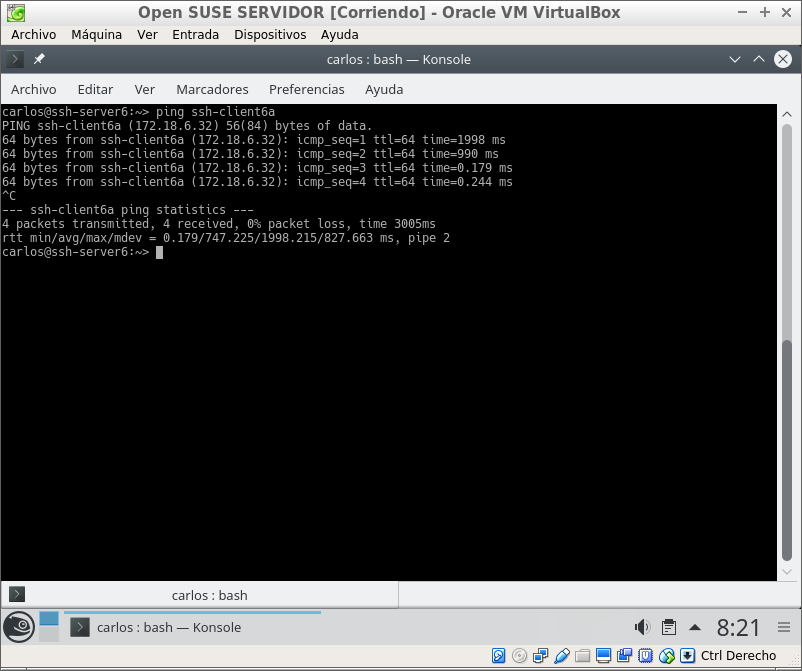 Open SUSE SERVIDOR [Corriendo] - Oracle VM VirtualBox
Archivo Máquina Ver Entrada Dispositivos Ayuda
carlos : bash — Konsole
Archivo Editar Ver Marcadores Preferencias Ayuda
carlos@ssh-server6:~> ping ssh-client6a
PING ssh-client6a (172.18.6.32) 56(84) bytes of data.
64 bytes from ssh-client6a (172.18.6.32): icmp_seq=1 ttl=64 time=1998 ms
64 bytes from ssh-client6a (172.18.6.32): icmp_seq=2 ttl=64 time=990 ms
64 bytes from ssh-client6a (172.18.6.32): icmp_seq=3 ttl=64 time=0.179 ms
64 bytes from ssh-client6a (172.18.6.32): icmp_seq=4 ttl=64 time=0.244 ms
^C
--- ssh-client6a ping statistics ---
4 packets transmitted, 4 received, 0% packet loss, time 3005ms
rtt min/avg/max/mdev = 0.179/747.225/1998.215/827.663 ms, pipe 2
carlos@ssh-server6:~>
carlos : bash
carlos : bash — Konsole
8:21
Ctrl Derecho